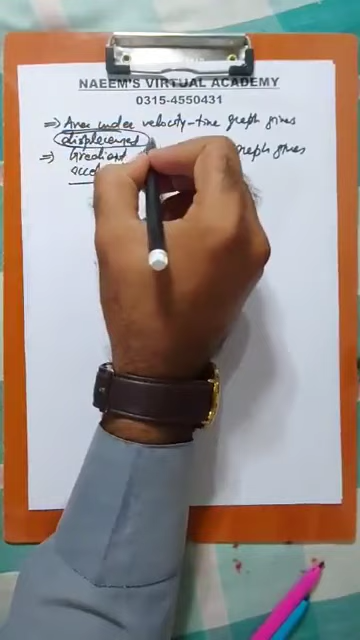 NAEEM'S VIRTUAL ACADEMY
0315-4550431
⇒ Area under velocity-time graph gives
displacement
⇒ Gradient graph gives